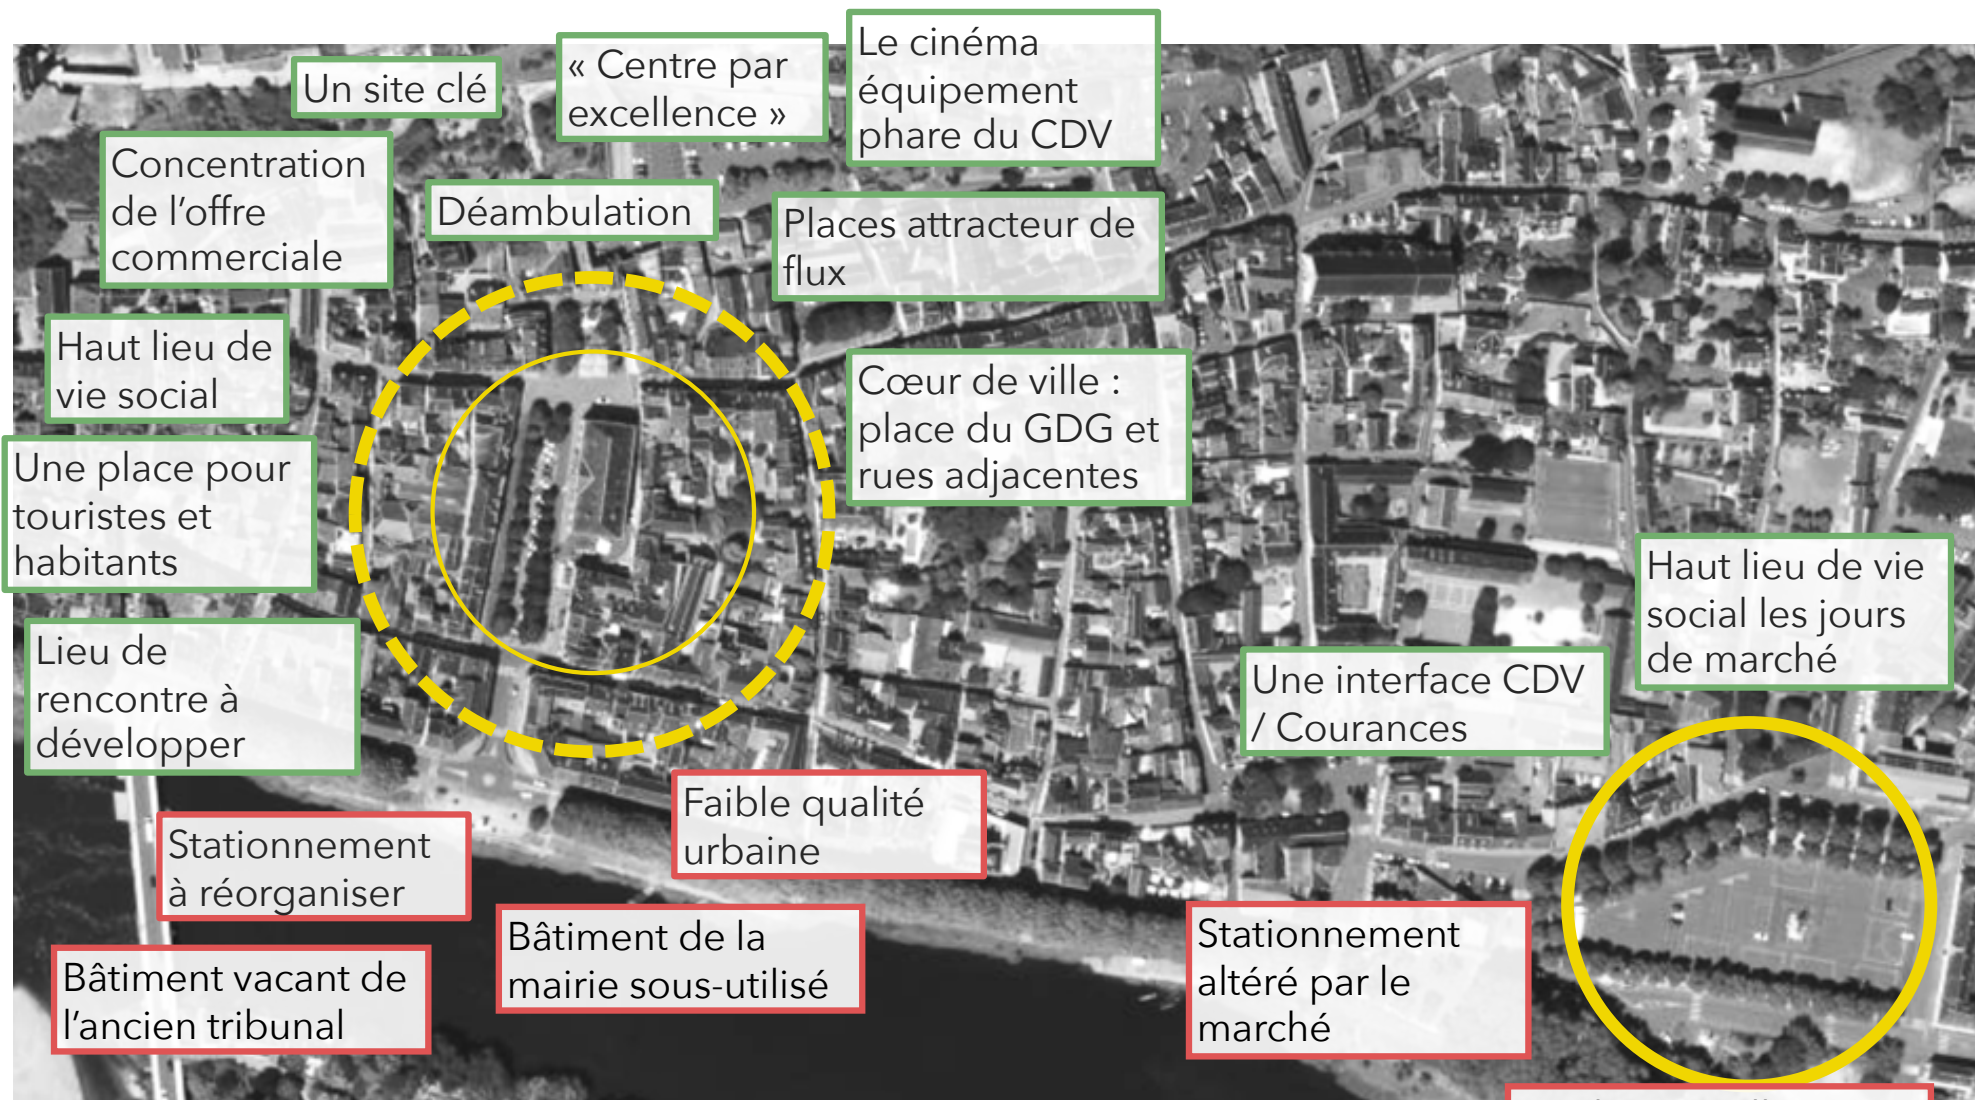 Un site clé
« Centre par
excellence »
Le cinéma
équipement
phare du CDV
Concentration
de l’offre
commerciale
Déambulation
Places attracteur de
flux
Haut lieu de
vie social
Cœur de ville :
place du GDG et
rues adjacentes
Une place pour
touristes et
habitants
Haut lieu de vie
social les jours
de marché
Lieu de
rencontre à
développer
Une interface CDV
/ Courances
Faible qualité
urbaine
Stationnement
à réorganiser
Bâtiment de la
mairie sous-utilisé
Stationnement
altéré par le
marché
Bâtiment vacant de
l’ancien tribunal